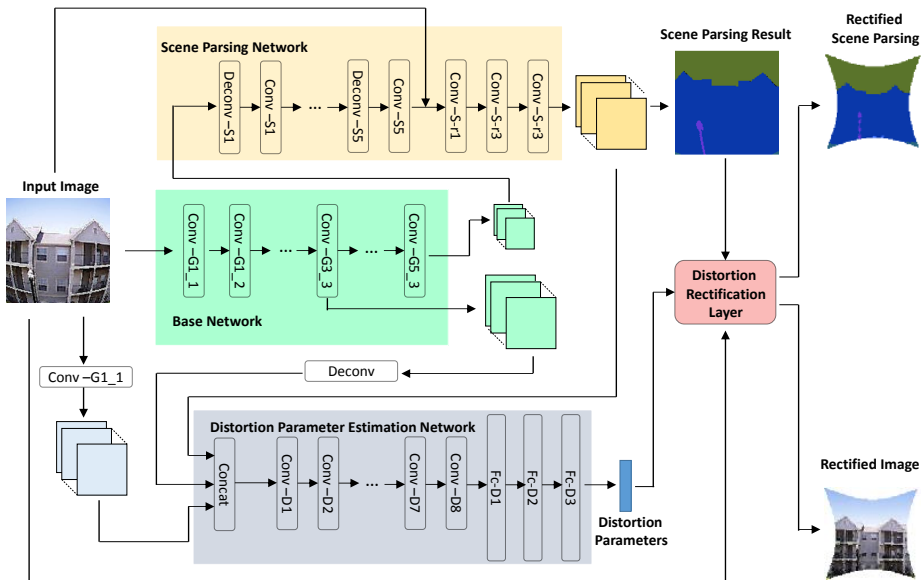 Scene Parsing Network
Scene Parsing Result
Rectified
Scene Parsing
Deconv –S1
Conv –S1
...
Deconv –S5
Conv –S5
Conv –S-r1
Conv –S-r3
Conv –S-r3
Input Image
Conv –G1_1
Conv –G1_2
...
Conv –G3_3
...
Conv –G5_3
Base Network
Distortion
Rectification
Layer
Deconv
Conv –G1_1
Distortion Parameter Estimation Network
Concat
Conv –D1
Conv –D2
...
Conv –D7
Conv –D8
Fc-D1
Fc-D2
Fc-D3
Distortion
Parameters
Rectified Image